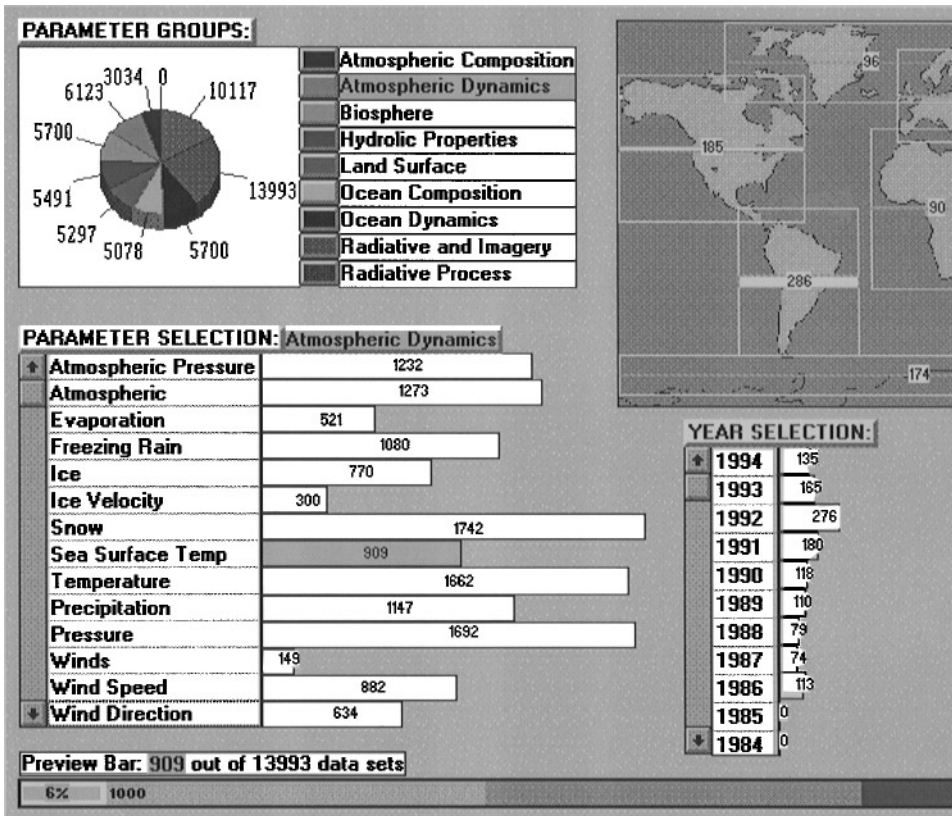 PARAMETER GROUPS:
3034 0
6123 10117
5700
5491 13993
5297
5078 5700
Atmospheric Composition
Atmospheric Dynamics
Biosphere
Hydrolic Properties
Land Surface
Ocean Composition
Ocean Dynamics
Radiative and Imagery
Radiative Process
96
185
90
286
174
PARAMETER SELECTION: Atmospheric Dynamics
Atmospheric Pressure 1232
Atmospheric 1273
Evaporation 521
Freezing Rain 1080
Ice 770
Ice Velocity 300
Snow 1742
Sea Surface Temp 909
Temperature 1662
Precipitation 1147
Pressure 1692
Winds 149
Wind Speed 882
Wind Direction 634
YEAR SELECTION:
1994 135
1993 165
1992 276
1991 180
1990 118
1989 110
1988 79
1987 74
1986 113
1985 0
1984 0
Preview Bar: 909 out of 13993 data sets
6% 1000